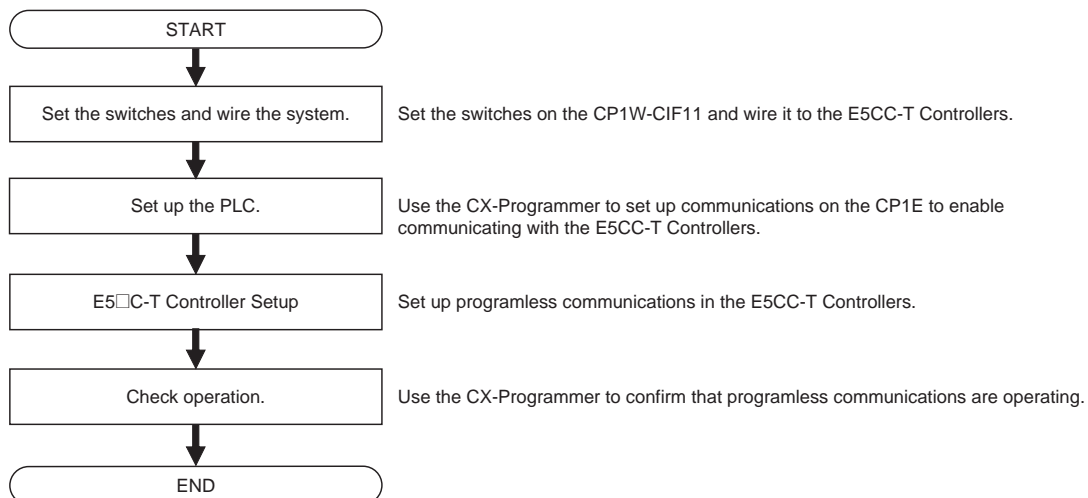 START
Set the switches and wire the system.
Set the switches on the CP1W-CIF11 and wire it to the E5CC-T Controllers.
Set up the PLC.
Use the CX-Programmer to set up communications on the CP1E to enable
communicating with the E5CC-T Controllers.
E5□C-T Controller Setup
Set up programless communications in the E5CC-T Controllers.
Check operation.
Use the CX-Programmer to confirm that programless communications are operating.
END